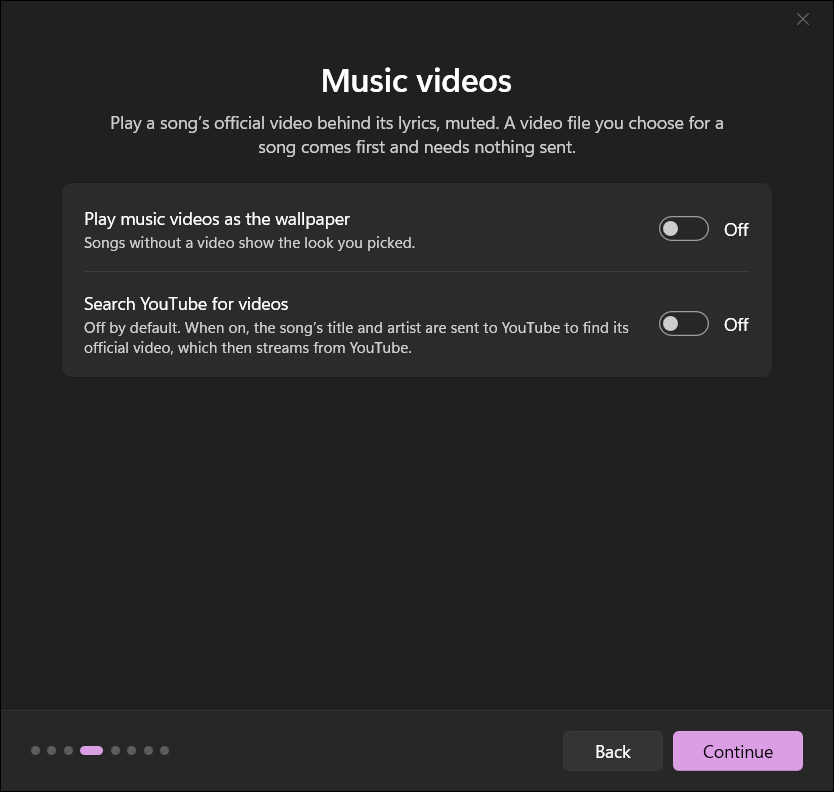 Music videos
Play a song’s official video behind its lyrics, muted. A video file you choose for a
song comes first and needs nothing sent.
Play music videos as the wallpaper
Songs without a video show the look you picked.
Off
Search YouTube for videos
Off by default. When on, the song’s title and artist are sent to YouTube to find its
official video, which then streams from YouTube.
Off
Back
Continue